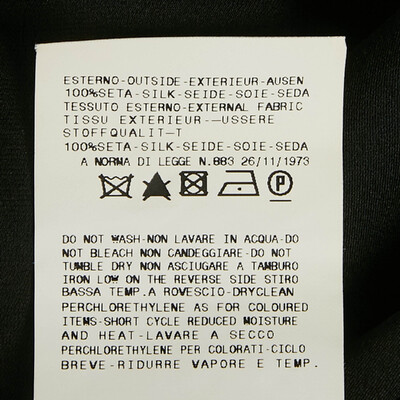 ESTERNO-OUTSIDE-EXTERIEUR-AUSEN
100%SETA-SILK-SEIDE-SOIE-SEDA
TESSUTO ESTERNO-EXTERNAL FABRIC
TISSU EXTERIEUR-—USSERE
STOFFQUALIT-T
100%SETA-SILK-SEIDE-SOIE-SEDA
A NORMA DI LEGGE N.883 26/11/1973
P
DO NOT WASH-NON LAVARE IN ACQUA-DO
NOT BLEACH NON CANDEGGIARE-DO NOT
TUMBLE DRY NON ASCIUGARE A TAMBURO
IRON LOW ON THE REVERSE SIDE STIRO
BASSA TEMP.A ROVESCIO-DRYCLEAN
PERCHLORETHYLENE AS FOR COLOURED
ITEMS-SHORT CYCLE REDUCED MOISTURE
AND HEAT-LAVARE A SECCO
PERCHLORETHYLENE PER COLORATI-CICLO
BREVE-RIDURRE VAPORE E TEMP.